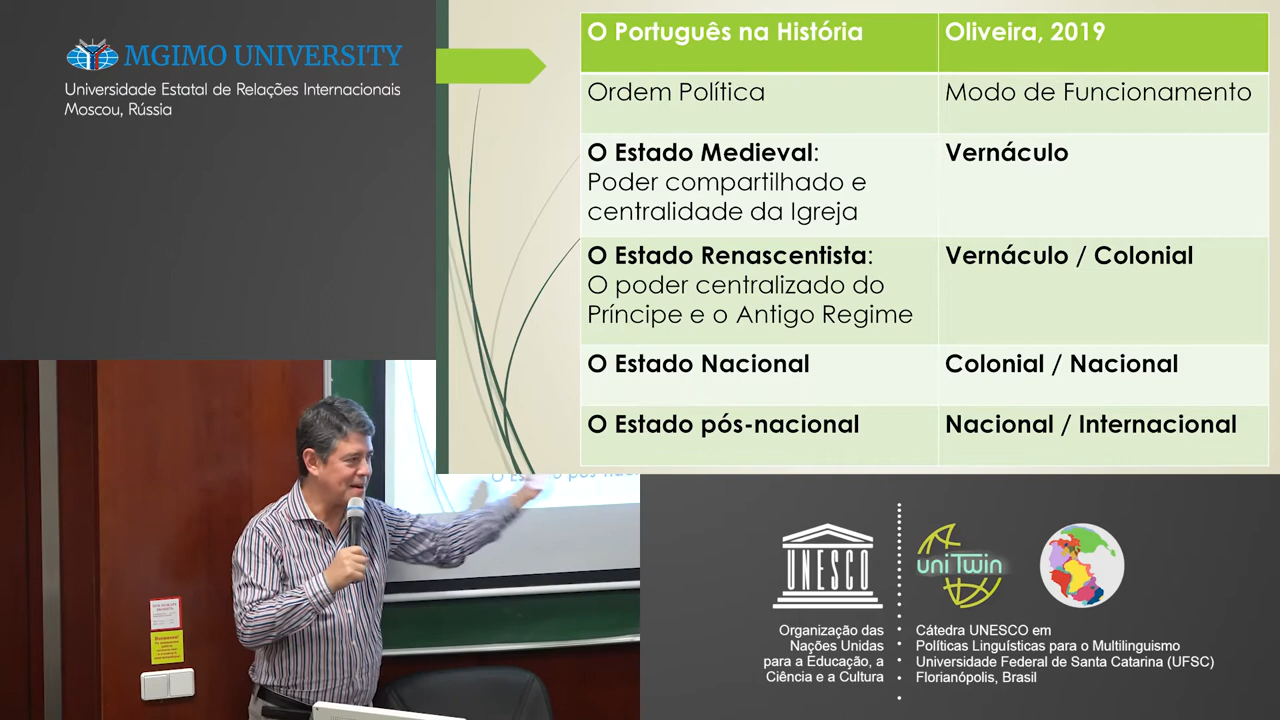 MGIMO UNIVERSITY
Universidade Estatal de Relações Internacionais
Moscou, Rússia
O Português na História
Oliveira, 2019
Ordem Política
Modo de Funcionamento
O Estado Medieval:
Poder compartilhado e
centralidade da Igreja
Vernáculo
O Estado Renascentista:
O poder centralizado do
Príncipe e o Antigo Regime
Vernáculo / Colonial
O Estado Nacional
Colonial / Nacional
O Estado pós-nacional
Nacional / Internacional
UNESCO
Organização das
Nações Unidas
para a Educação, a
Ciência e a Cultura
uni Twin
Cátedra UNESCO em
Políticas Linguísticas para o Multilinguismo
Universidade Federal de Santa Catarina (UFSC)
Florianópolis, Brasil